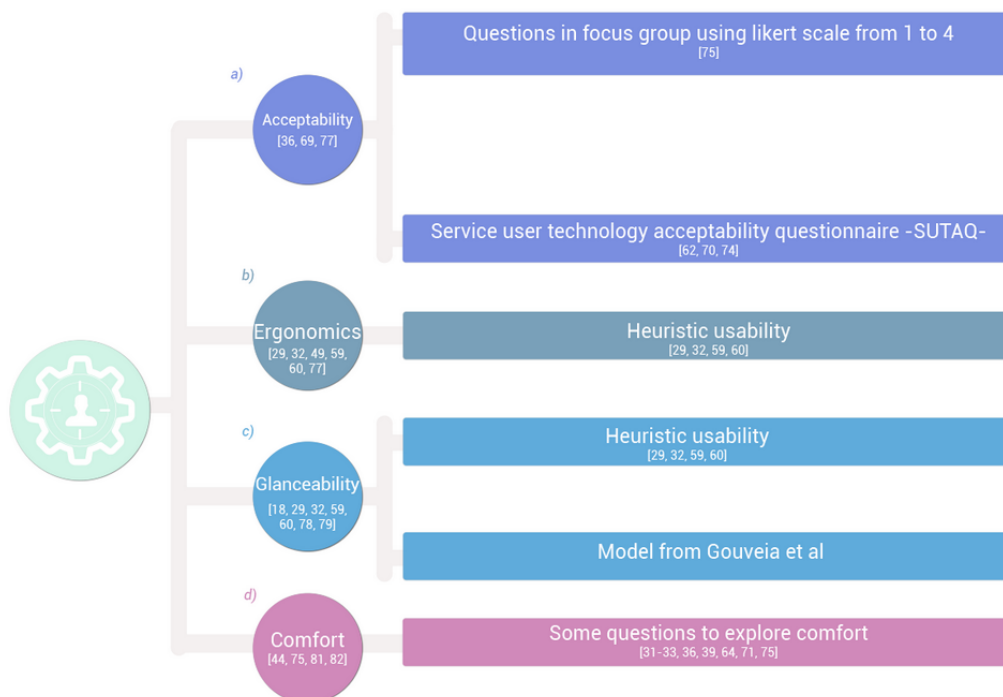 Questions in focus group using likert scale from 1 to 4
[75]
a)
Acceptability
[36, 69, 77]
Service user technology acceptability questionnaire -SUTAQ-
[62, 70, 74]
b)
Ergonomics
[29, 32, 49, 59,
60, 77]
Heuristic usability
[29, 32, 59, 60]
c)
Glanceability
[18, 29, 32, 59,
60, 78, 79]
Heuristic usability
[29, 32, 59, 60]
Model from Gouveia et al
d)
Comfort
[44, 75, 81, 82]
Some questions to explore comfort
[31-33, 36, 39, 64, 71, 75]